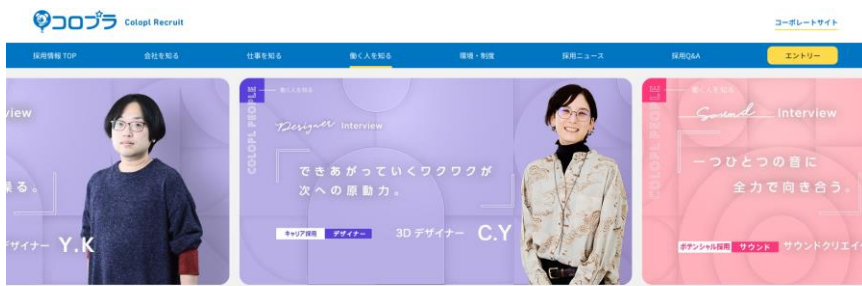 コロプラ Colopl Recruit
コーポレートサイト
採用情報 TOP
会社を知る
仕事を知る
働く人を知る
環境・制度
採用ニュース
採用Q&A
エントリー
view
る。
デザイナー Y.K
COLOPL PEOPLE
働く人を知る
Designer Interview
できあがっていくワクワクが
次への原動力。
キャリア採用 デザイナー 3D デザイナー C.Y
COLOPL PEOPLE
働く人を知る
Sound Interview
一つひとつの音に
全力で向き合う。
ポテンシャル採用 サウンド サウンドクリエイ